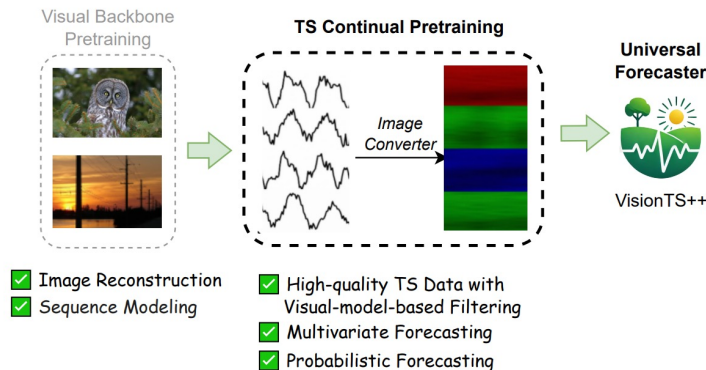 Visual Backbone
Pretraining
TS Continual Pretraining
Image
Converter
Universal
Forecaster
VisionTS++
Image Reconstruction
Sequence Modeling
High-quality TS Data with
Visual-model-based Filtering
Multivariate Forecasting
Probabilistic Forecasting